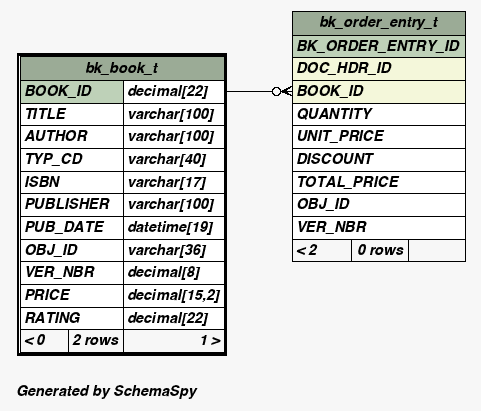 bk_book_t
BOOK_ID decimal[22]
TITLE varchar[100]
AUTHOR varchar[100]
TYP_CD varchar[40]
ISBN varchar[17]
PUBLISHER varchar[100]
PUB_DATE datetime[19]
OBJ_ID varchar[36]
VER_NBR decimal[8]
PRICE decimal[15,2]
RATING decimal[22]
< 0 2 rows 1 >
bk_order_entry_t
BK_ORDER_ENTRY_ID
DOC_HDR_ID
BOOK_ID
QUANTITY
UNIT_PRICE
DISCOUNT
TOTAL_PRICE
OBJ_ID
VER_NBR
< 2 0 rows
Generated by SchemaSpy